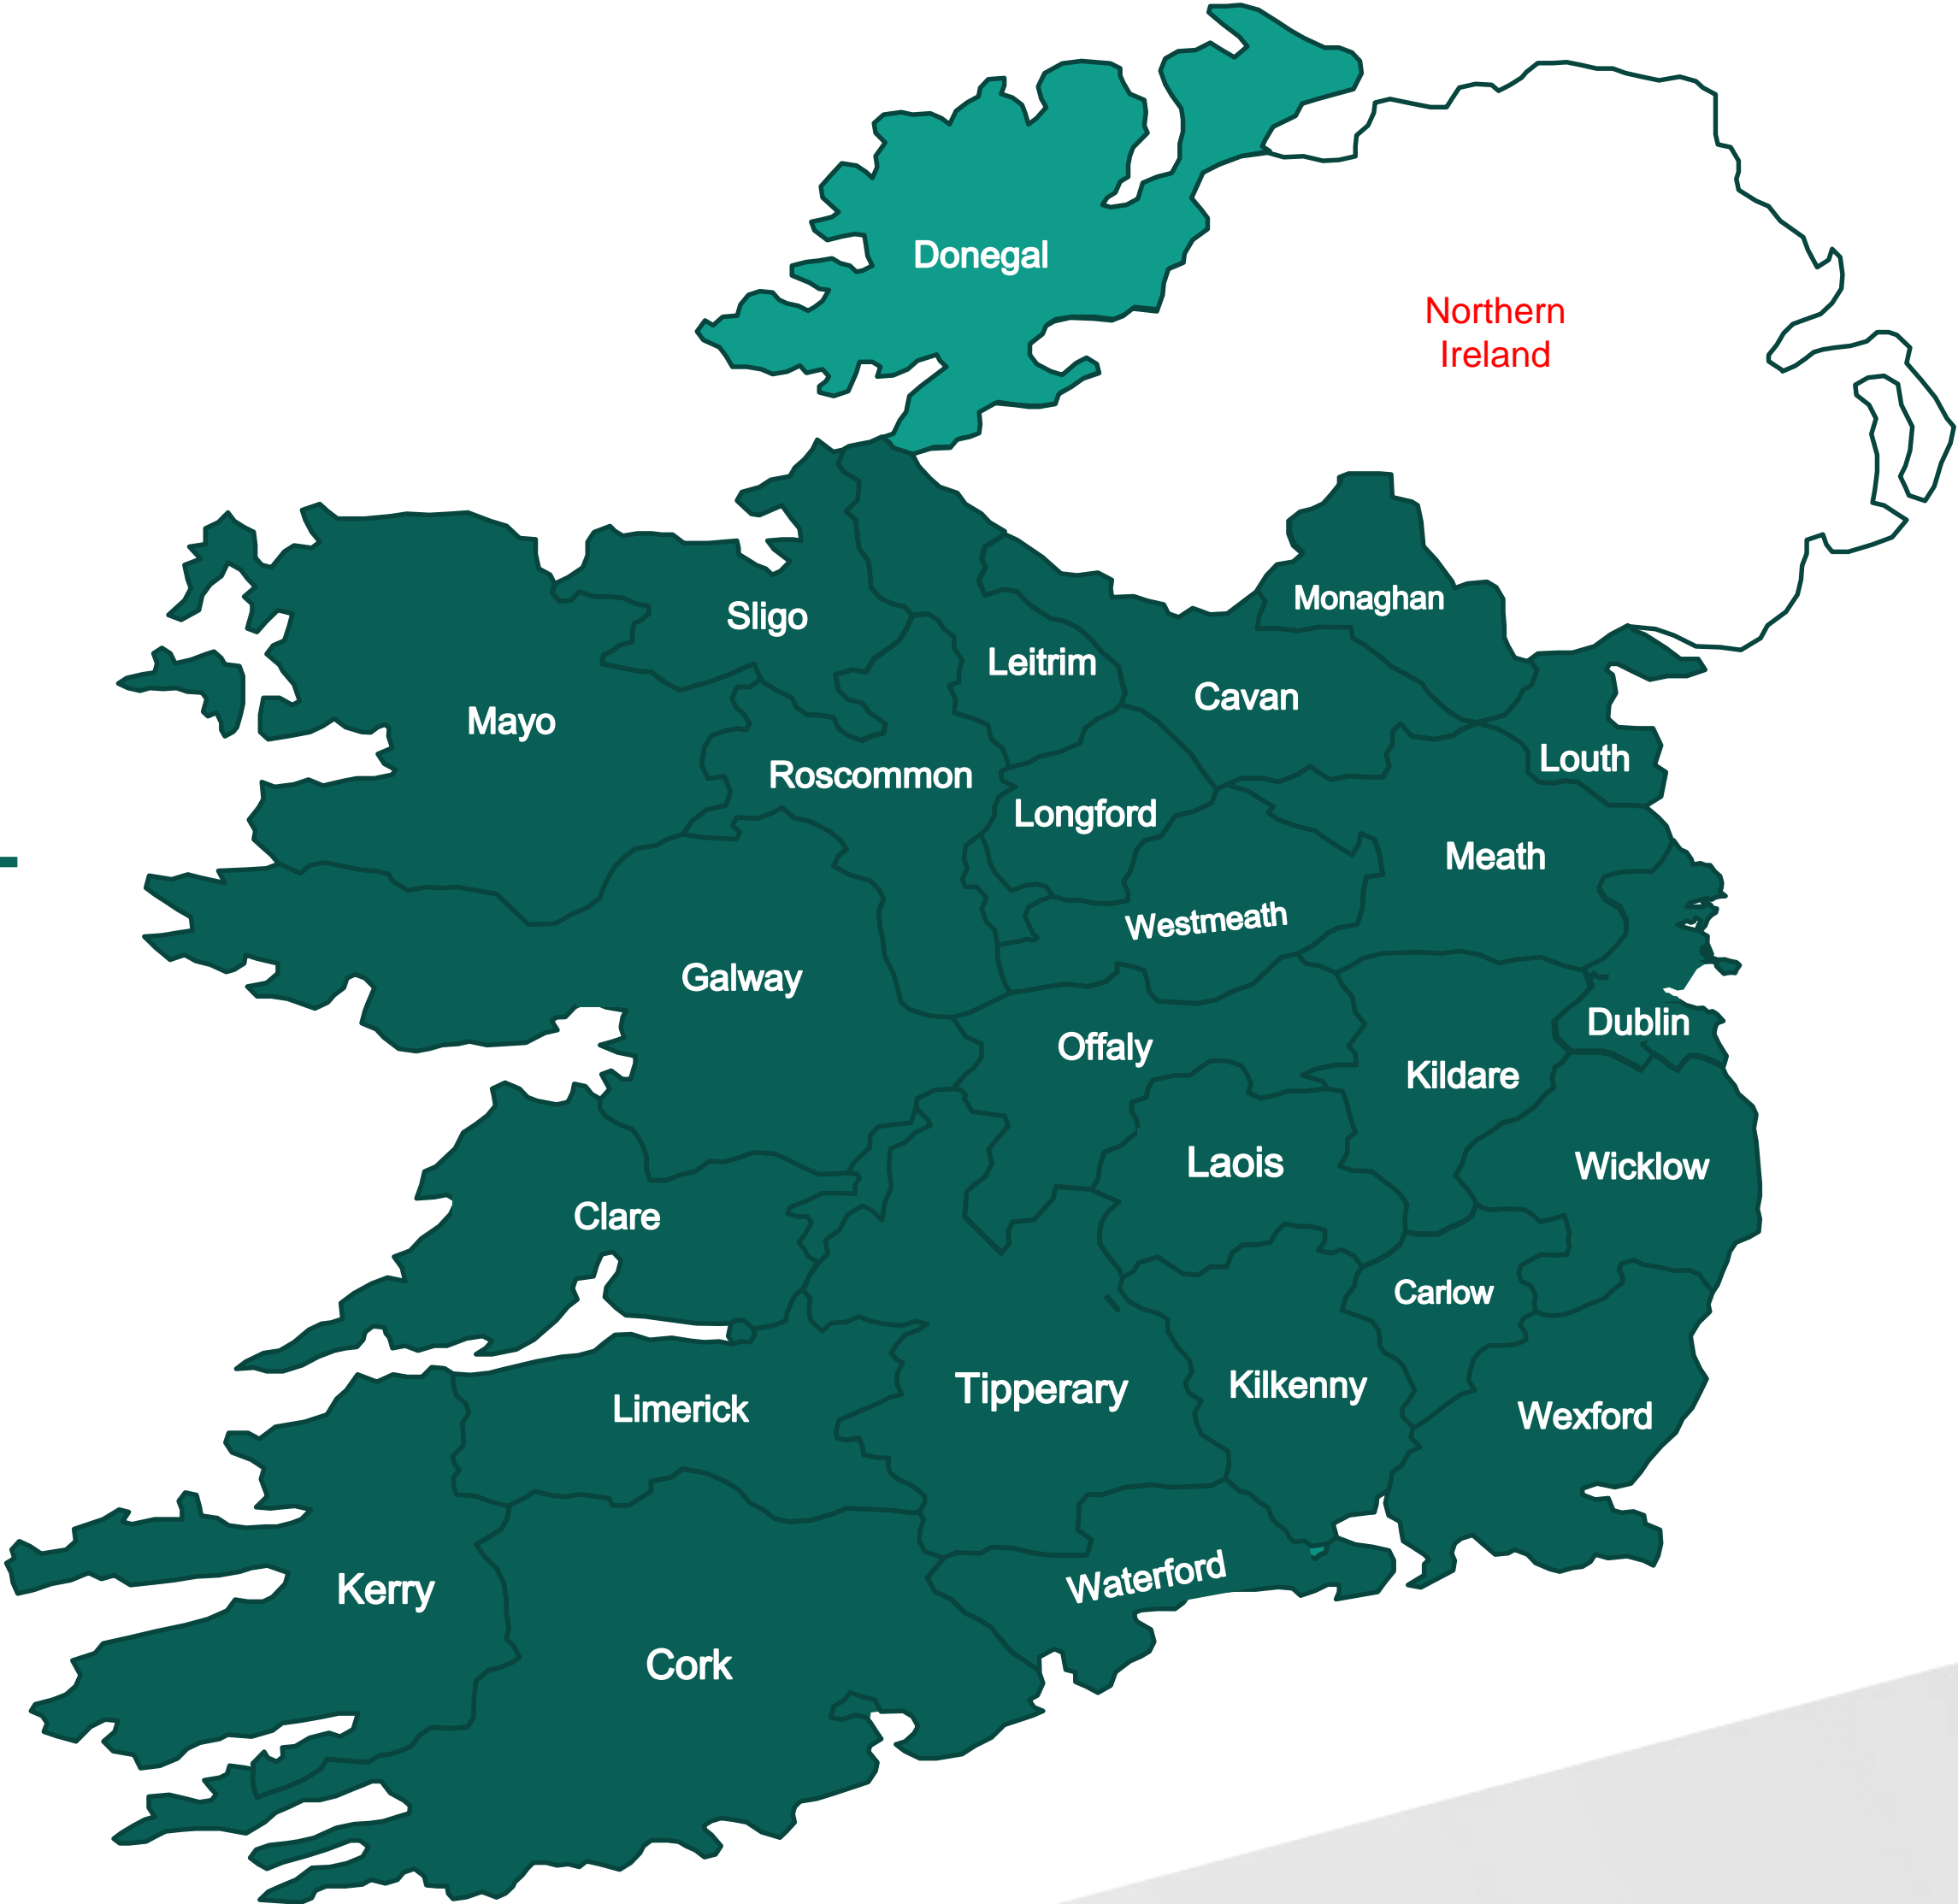 Donegal
Northern
Ireland
Monaghan
Sligo
Leitrim
Cavan
Mayo
Louth
Roscommon
Longford
Meath
Westmeath
Galway
Dublin
Offaly
Kildare
Laois
Wicklow
Clare
Carlow
Kilkenny
Tipperary
Limerick
Wexford
Waterford
Kerry
Cork